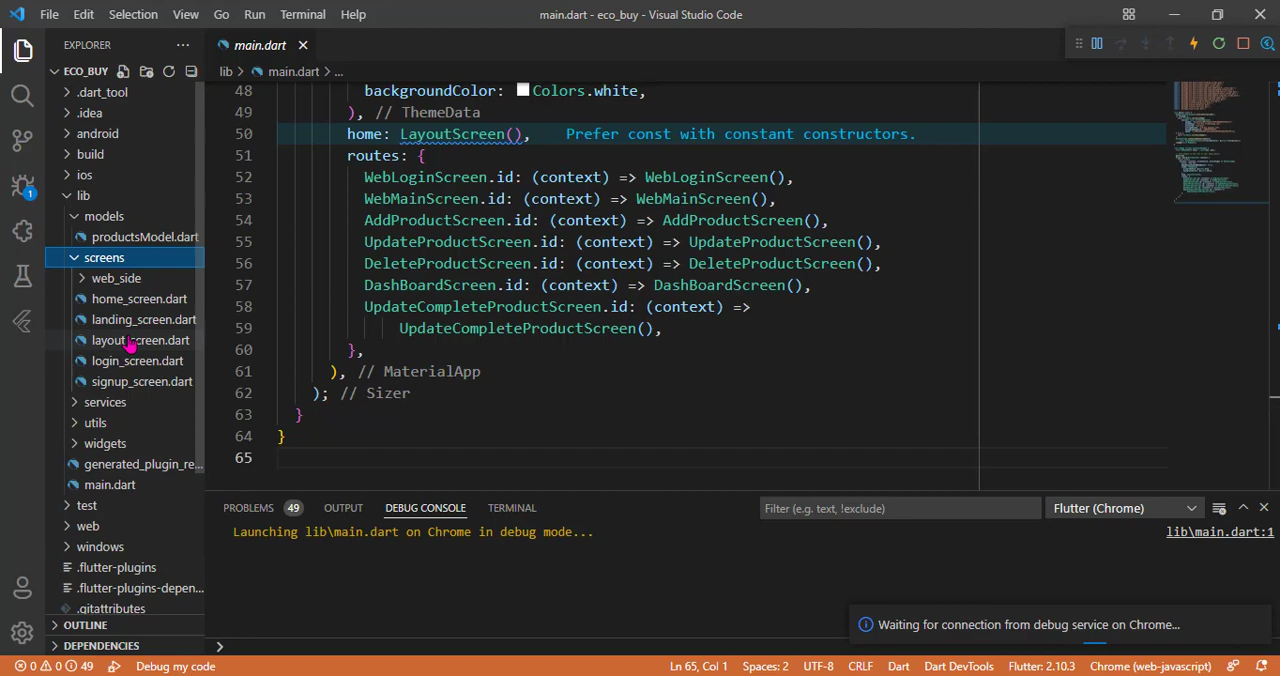 File Edit Selection View Go Run Terminal Help main.dart - eco_buy - Visual Studio Code
EXPLORER
ECO_BUY
.dart_tool
.idea
android
build
ios
lib
models
productsModel.dart
screens
web_side
home_screen.dart
landing_screen.dart
layout_screen.dart
login_screen.dart
signup_screen.dart
services
utils
widgets
generated_plugin_re...
main.dart
test
web
windows
.flutter-plugins
.flutter-plugins-depen...
.gitattributes
OUTLINE
DEPENDENCIES
1
main.dart
lib > main.dart > ...
48 backgroundColor: Colors.white,
49 ), // ThemeData
50 home: LayoutScreen(), Prefer const with constant constructors.
51 routes: {
52 WebLoginScreen.id: (context) => WebLoginScreen(),
53 WebMainScreen.id: (context) => WebMainScreen(),
54 AddProductScreen.id: (context) => AddProductScreen(),
55 UpdateProductScreen.id: (context) => UpdateProductScreen(),
56 DeleteProductScreen.id: (context) => DeleteProductScreen(),
57 DashBoardScreen.id: (context) => DashBoardScreen(),
58 UpdateCompleteProductScreen.id: (context) =>
59 UpdateCompleteProductScreen(),
60 },
61 ), // MaterialApp
62 ); // Sizer
63 }
64 }
65
PROBLEMS 49 OUTPUT DEBUG CONSOLE TERMINAL Filter (e.g. text, !exclude) Flutter (Chrome)
Launching lib\main.dart on Chrome in debug mode... lib\main.dart:1
Waiting for connection from debug service on Chrome...
0 0 49 Debug my code Ln 65, Col 1 Spaces: 2 UTF-8 CRLF Dart Dart DevTools Flutter: 2.10.3 Chrome (web-javascript)